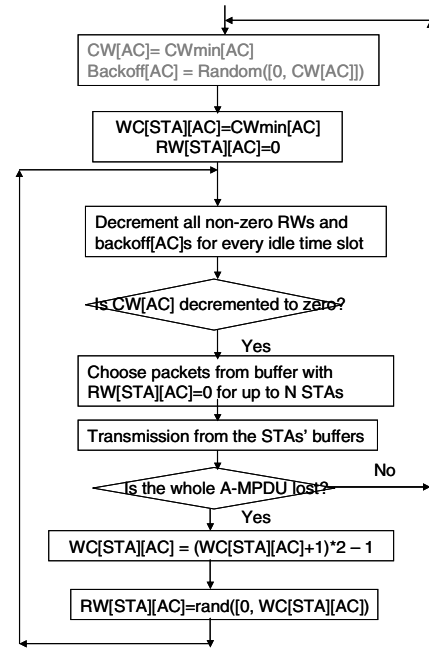 CW[AC]= CWmin[AC]
Backoff[AC] = Random([0, CW[AC]])
WC[STA][AC]=CWmin[AC]
RW[STA][AC]=0
Decrement all non-zero RWs and
backoff[AC]s for every idle time slot
Is CW[AC] decremented to zero?
Yes
Choose packets from buffer with
RW[STA][AC]=0 for up to N STAs
Transmission from the STAs' buffers
Is the whole A-MPDU lost?
No
Yes
WC[STA][AC] = (WC[STA][AC]+1)*2 – 1
RW[STA][AC]=rand([0, WC[STA][AC])